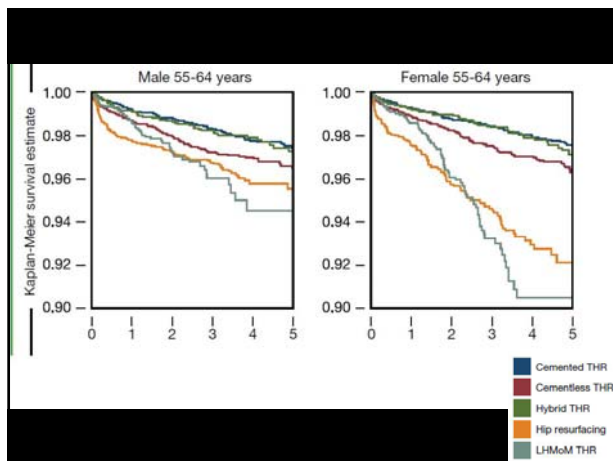 Male 55-64 years
Female 55-64 years
Kaplan-Meier survival estimate
1.00
0.98
0.96
0.94
0.92
0.90
0 1 2 3 4 5
1.00
0.98
0.96
0.94
0.92
0.90
0 1 2 3 4 5
Cemented THR
Cementless THR
Hybrid THR
Hip resurfacing
LHMoM THR